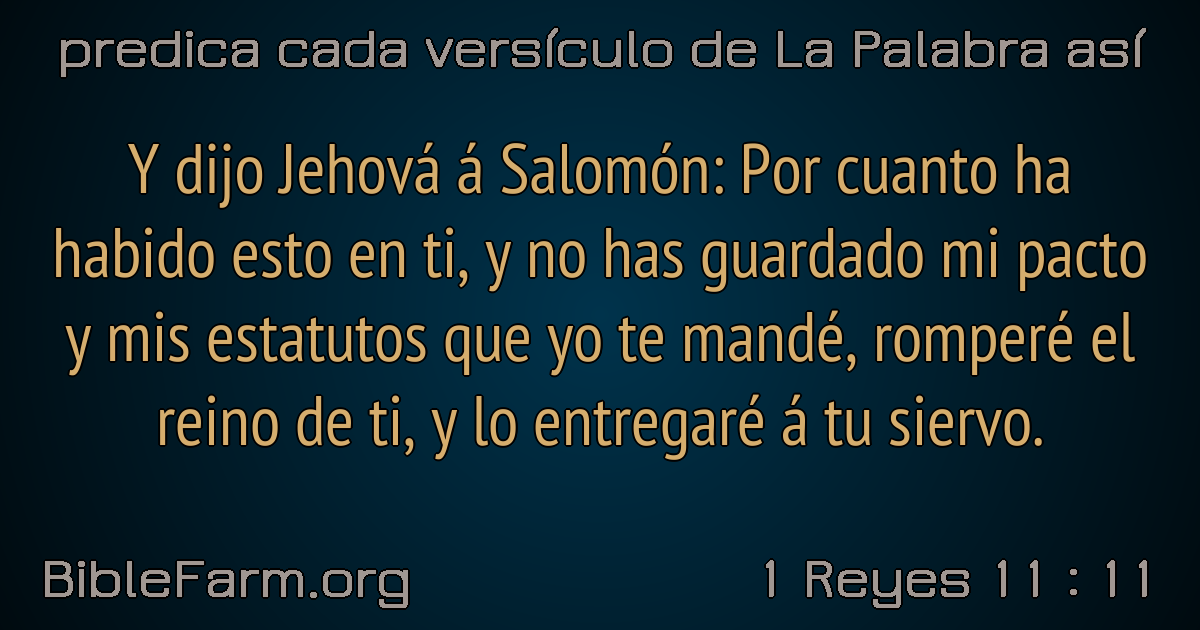 predica cada versículo de La Palabra así
Y dijo Jehová á Salomón: Por cuanto ha
habido esto en ti, y no has guardado mi pacto
y mis estatutos que yo te mandé, romperé el
reino de ti, y lo entregaré á tu siervo.
BibleFarm.org
1 Reyes 11 : 11